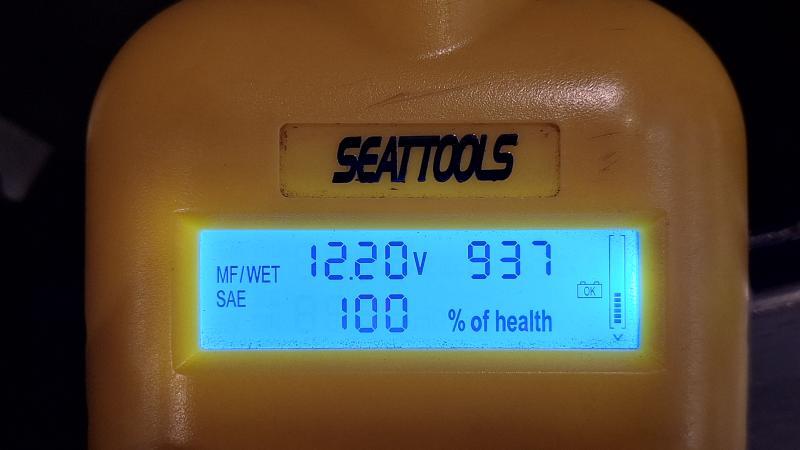 SEATTOOLS
MF/WET 12.20V 937
SAE 100 % of health
OK